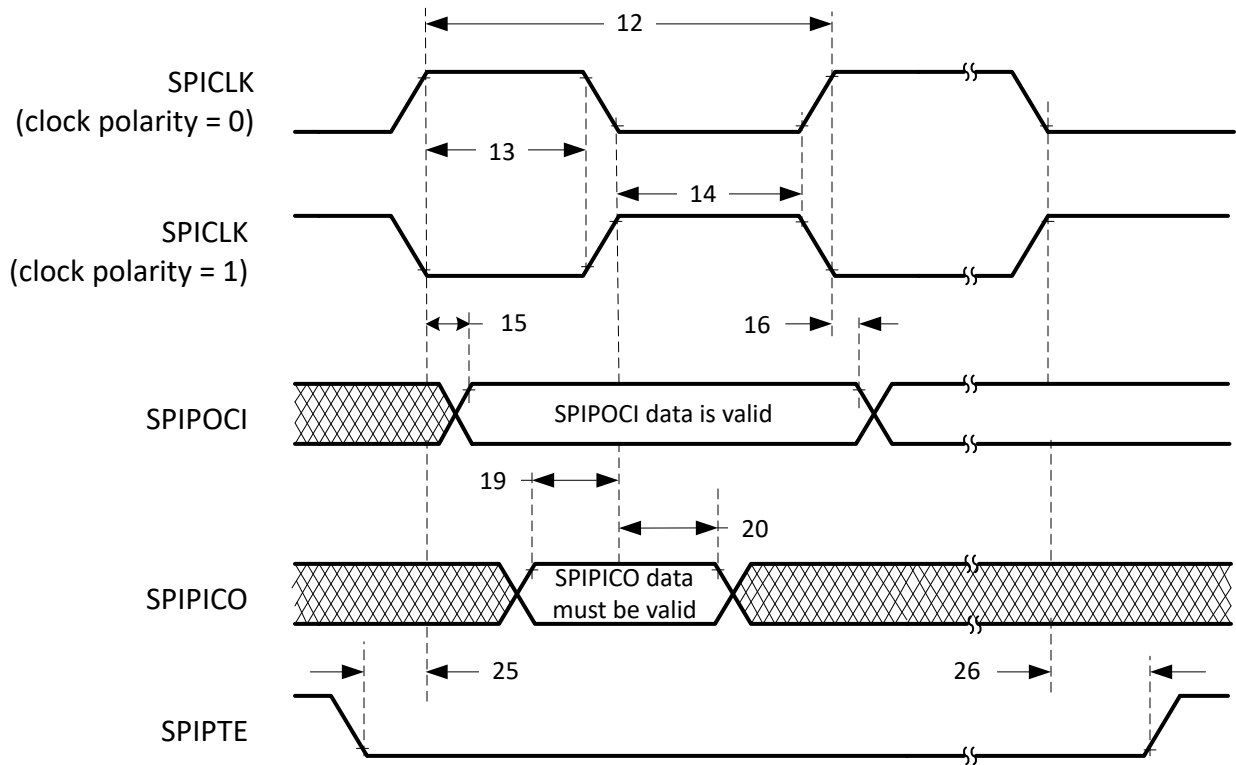 12
SPICLK
(clock polarity = 0)
13
14
SPICLK
(clock polarity = 1)
15
16
SPIPOCI
SPIPOCI data is valid
19
20
SPIPICO
SPIPICO data
must be valid
25
26
SPIPTE